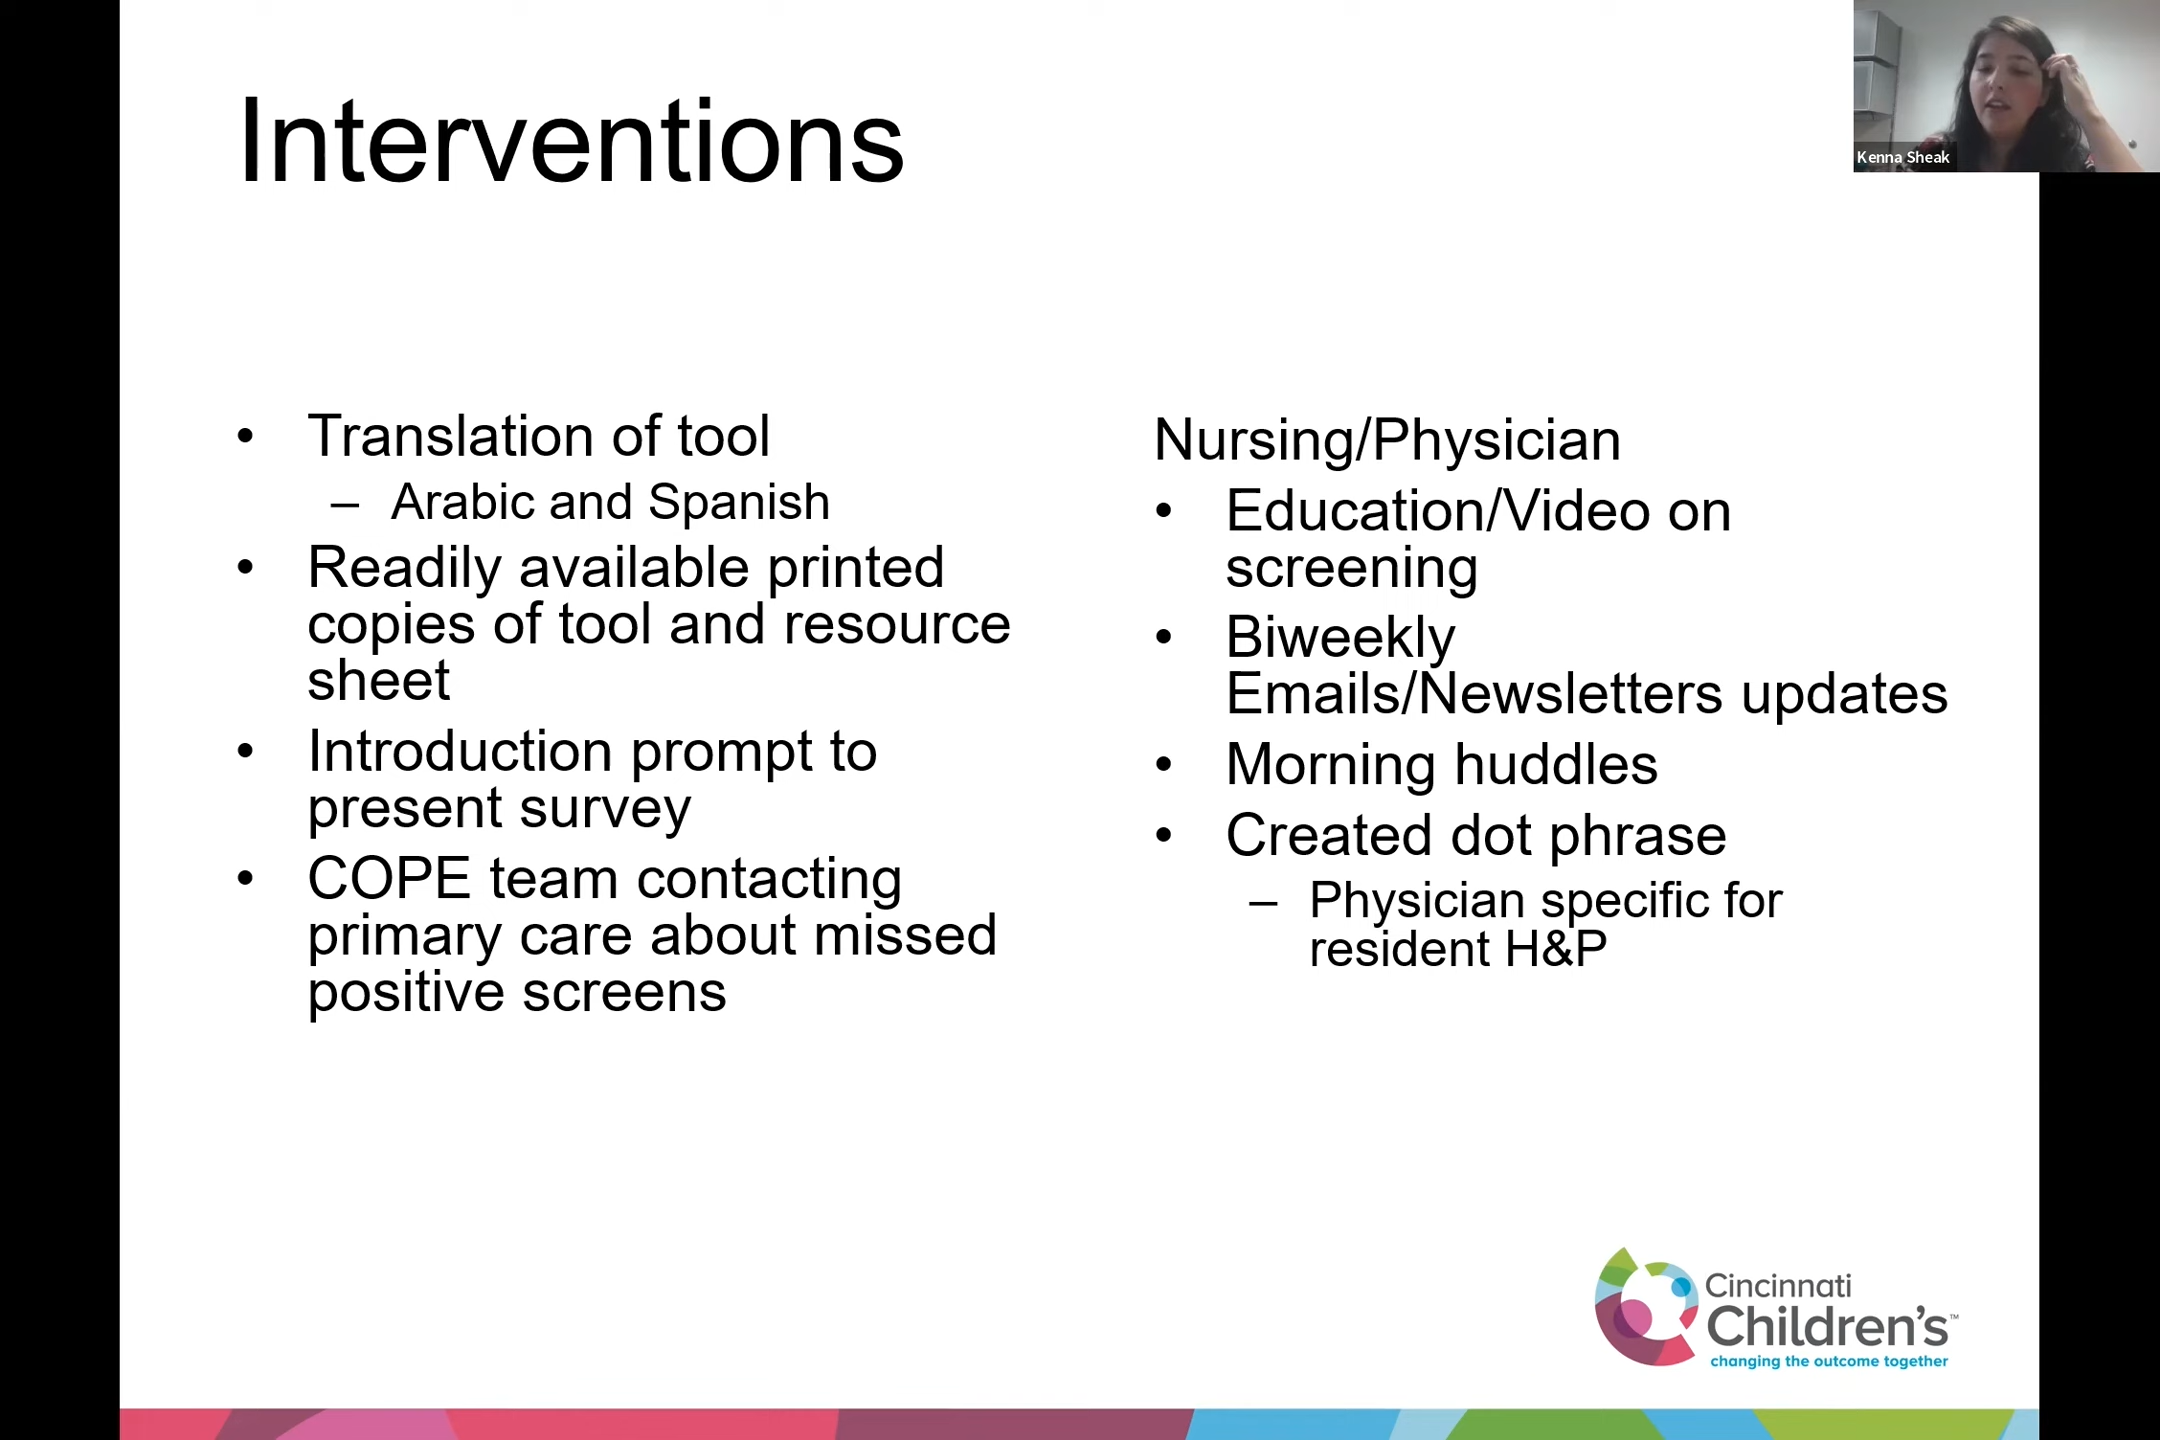 Interventions
Kenna Sheak
• Translation of tool
– Arabic and Spanish
• Readily available printed
copies of tool and resource
sheet
• Introduction prompt to
present survey
• COPE team contacting
primary care about missed
positive screens
Nursing/Physician
• Education/Video on
screening
• Biweekly
Emails/Newsletters updates
• Morning huddles
• Created dot phrase
– Physician specific for
resident H&P
Cincinnati
Children's™
changing the outcome together